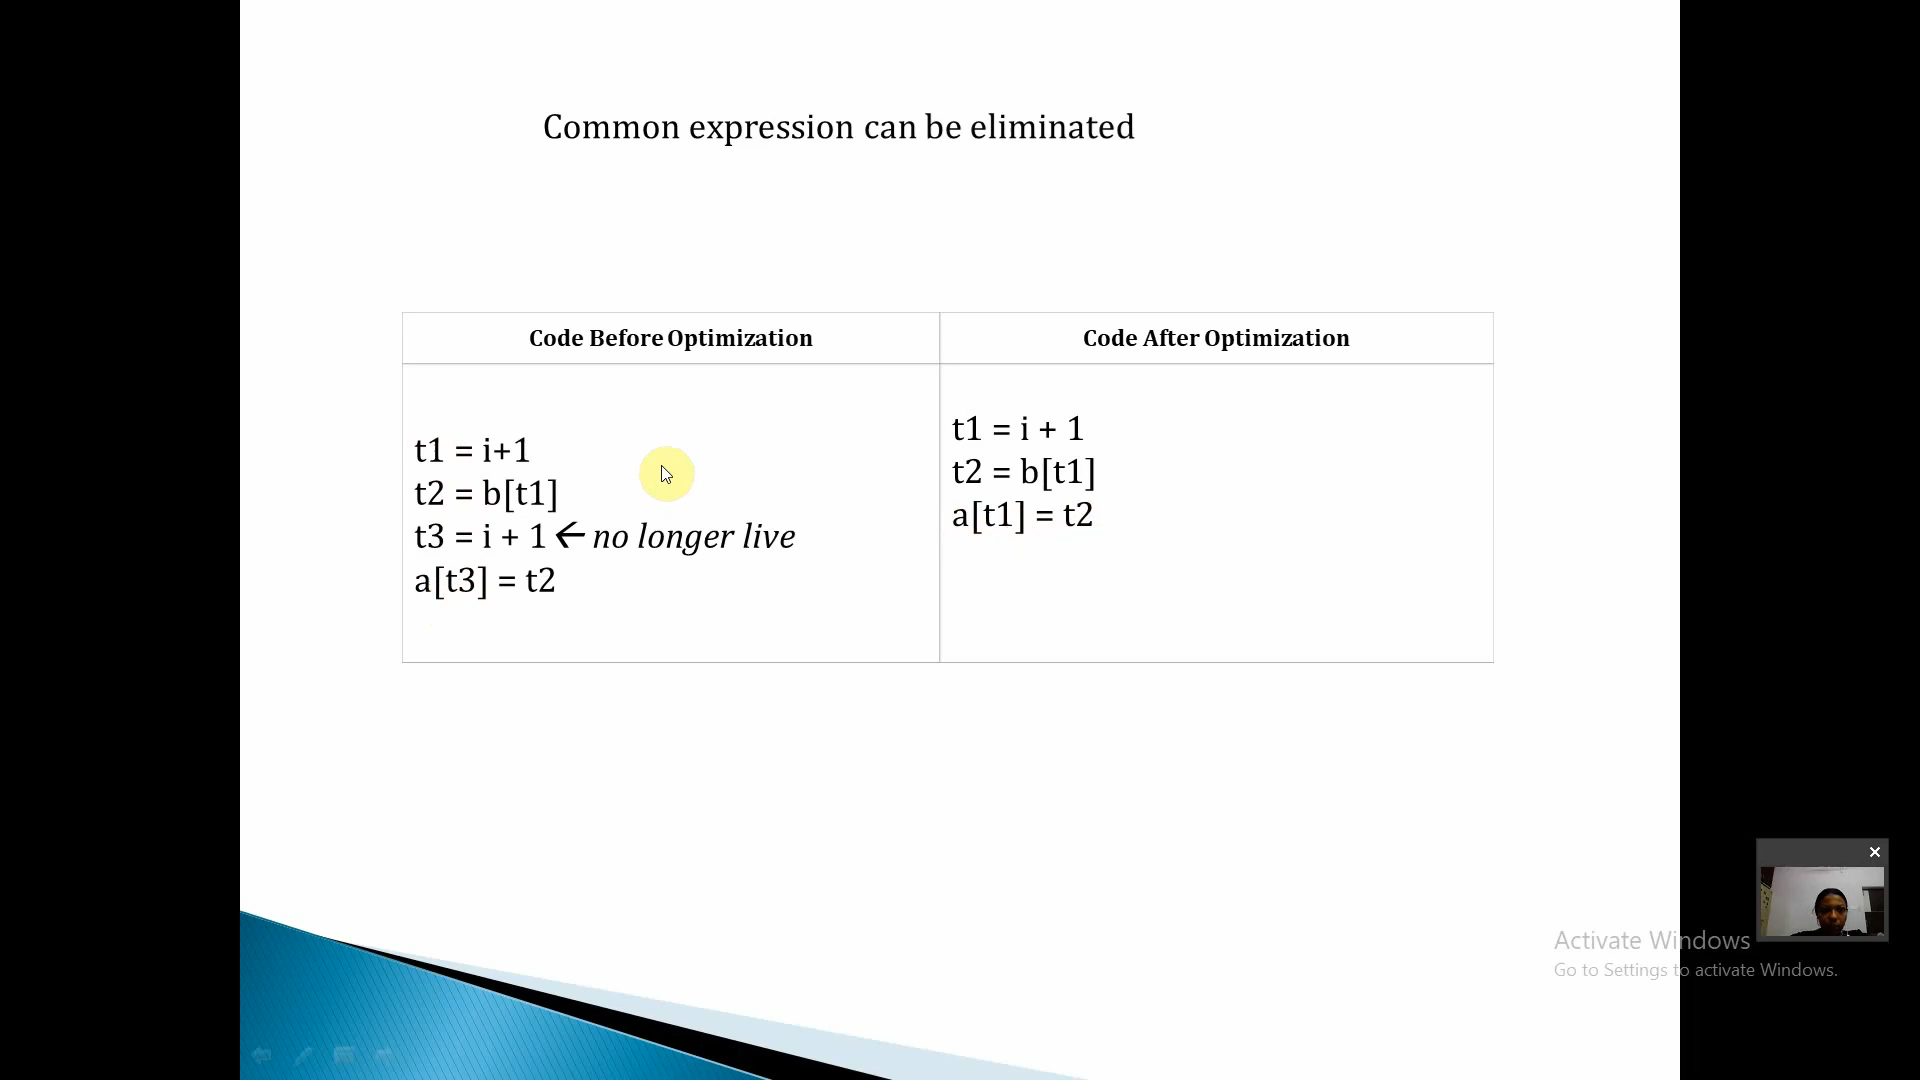 Common expression can be eliminated
Code Before Optimization
Code After Optimization
t1 = i+1
t2 = b[t1]
t3 = i + 1 ← no longer live
a[t3] = t2
t1 = i + 1
t2 = b[t1]
a[t1] = t2
Activate Windows
Go to Settings to activate Windows.